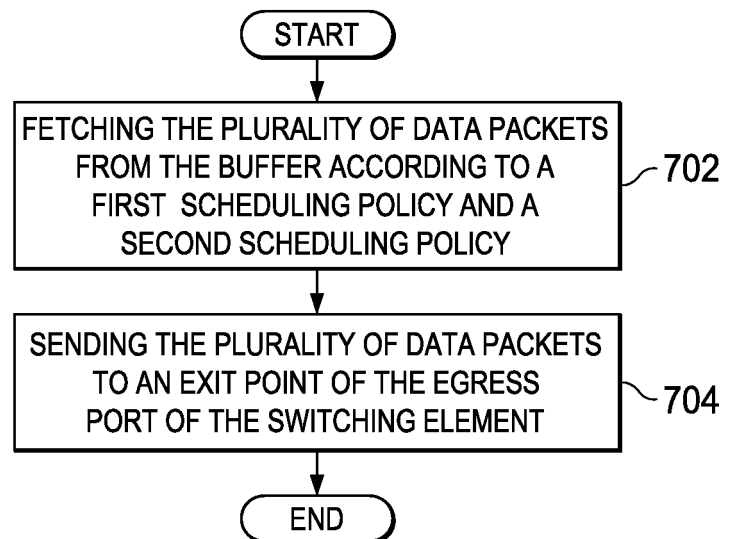 START
FETCHING THE PLURALITY OF DATA PACKETS
FROM THE BUFFER ACCORDING TO A
FIRST SCHEDULING POLICY AND A
SECOND SCHEDULING POLICY
702
SENDING THE PLURALITY OF DATA PACKETS
TO AN EXIT POINT OF THE EGRESS
PORT OF THE SWITCHING ELEMENT
704
END